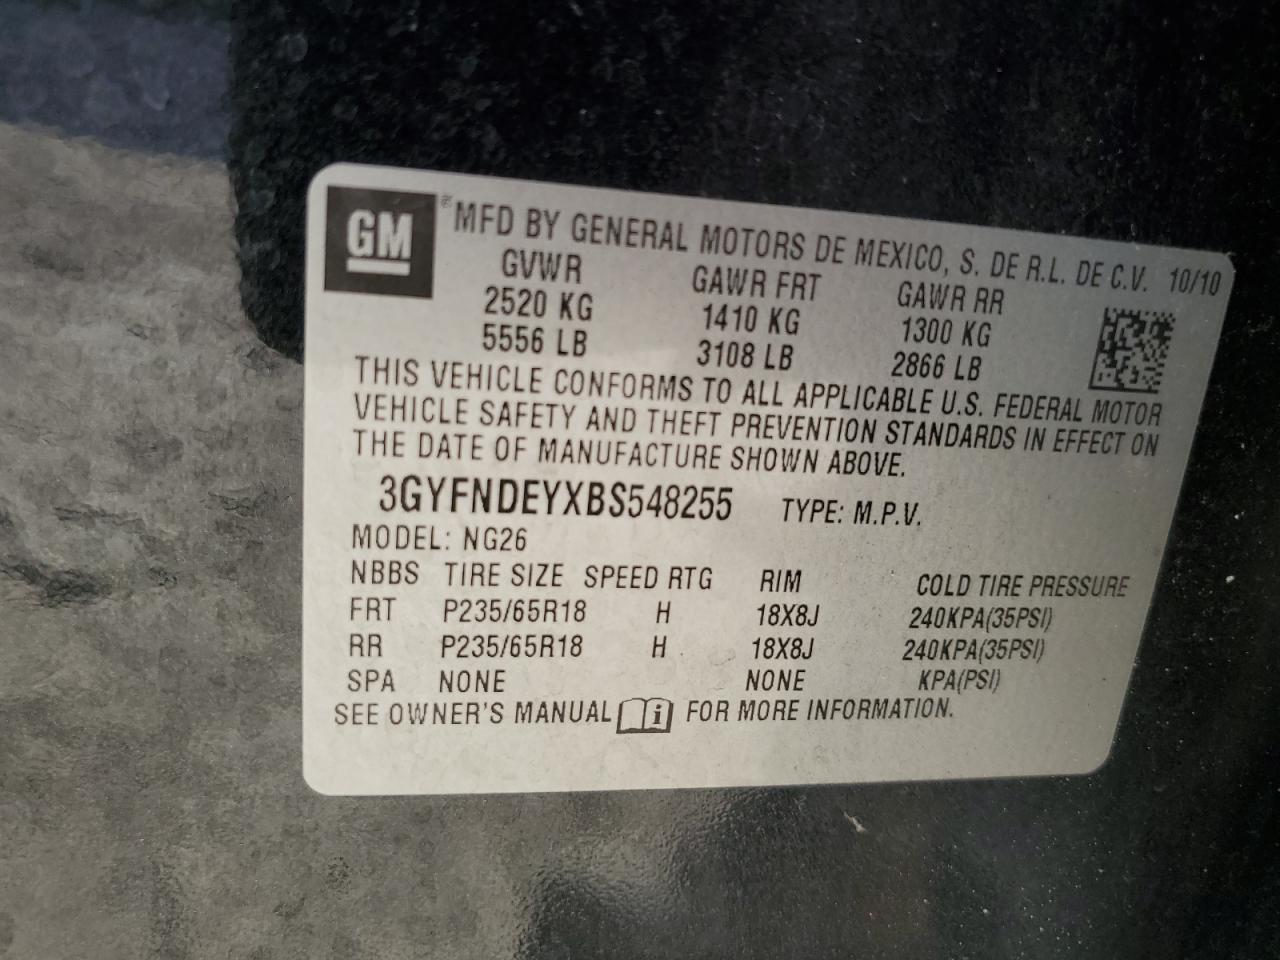 GM ® MFD BY GENERAL MOTORS DE MEXICO, S. DE R.L. DE C.V. 10/10
GVWR GAWR FRT GAWR RR
2520 KG 1410 KG 1300 KG
5556 LB 3108 LB 2866 LB
THIS VEHICLE CONFORMS TO ALL APPLICABLE U.S. FEDERAL MOTOR
VEHICLE SAFETY AND THEFT PREVENTION STANDARDS IN EFFECT ON
THE DATE OF MANUFACTURE SHOWN ABOVE.
3GYFNDEYXBS548255 TYPE: M.P.V.
MODEL: NG26
NBBS TIRE SIZE SPEED RTG RIM COLD TIRE PRESSURE
FRT P235/65R18 H 18X8J 240KPA(35PSI)
RR P235/65R18 H 18X8J 240KPA(35PSI)
SPA NONE NONE KPA(PSI)
SEE OWNER'S MANUAL i FOR MORE INFORMATION.